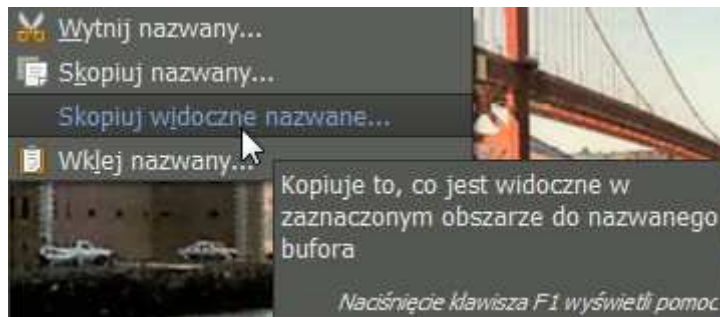 Wytnij nazwany...
Skopiuj nazwany...
Skopiuj widoczne nazwane...
Wklej nazwany...
Kopiuje to, co jest widoczne w
zaznaczonym obszarze do nazwanego
bufora
Naciśnięcie klawisza F1 wyświetli pomoc